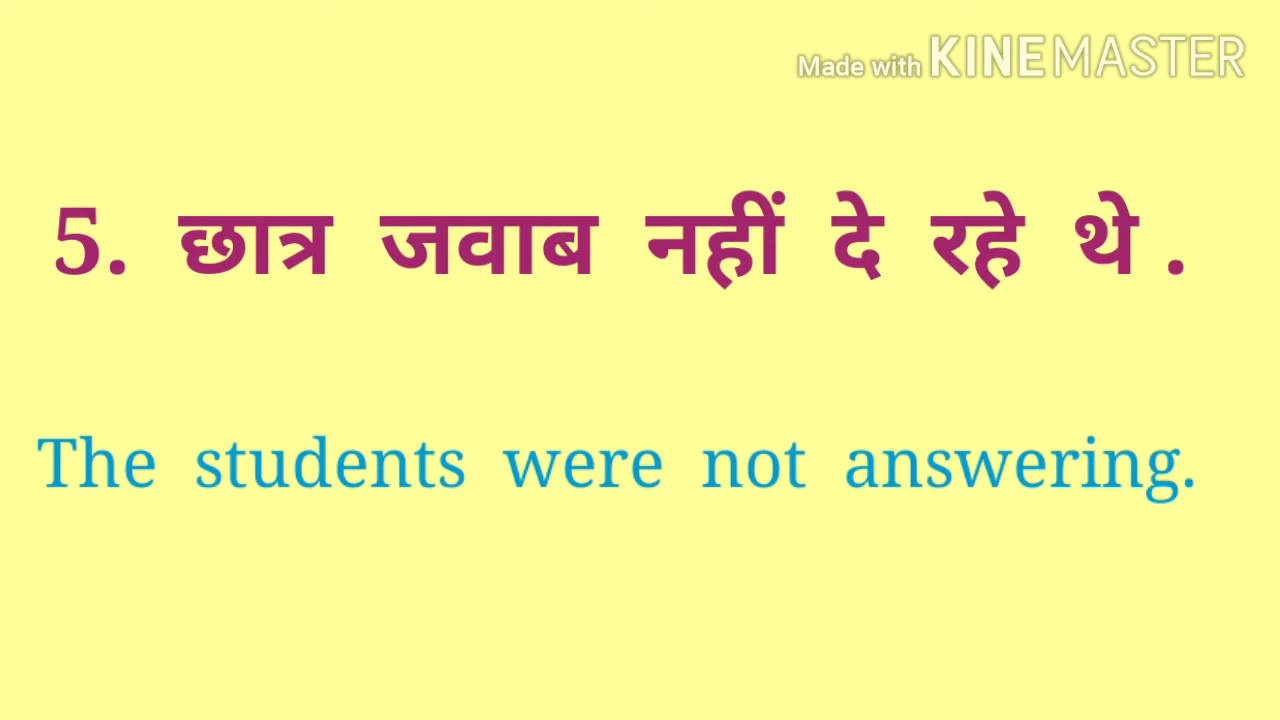 Made with KINEMASTER
5. छात्र जवाब नहीं दे रहे थे .
The students were not answering.